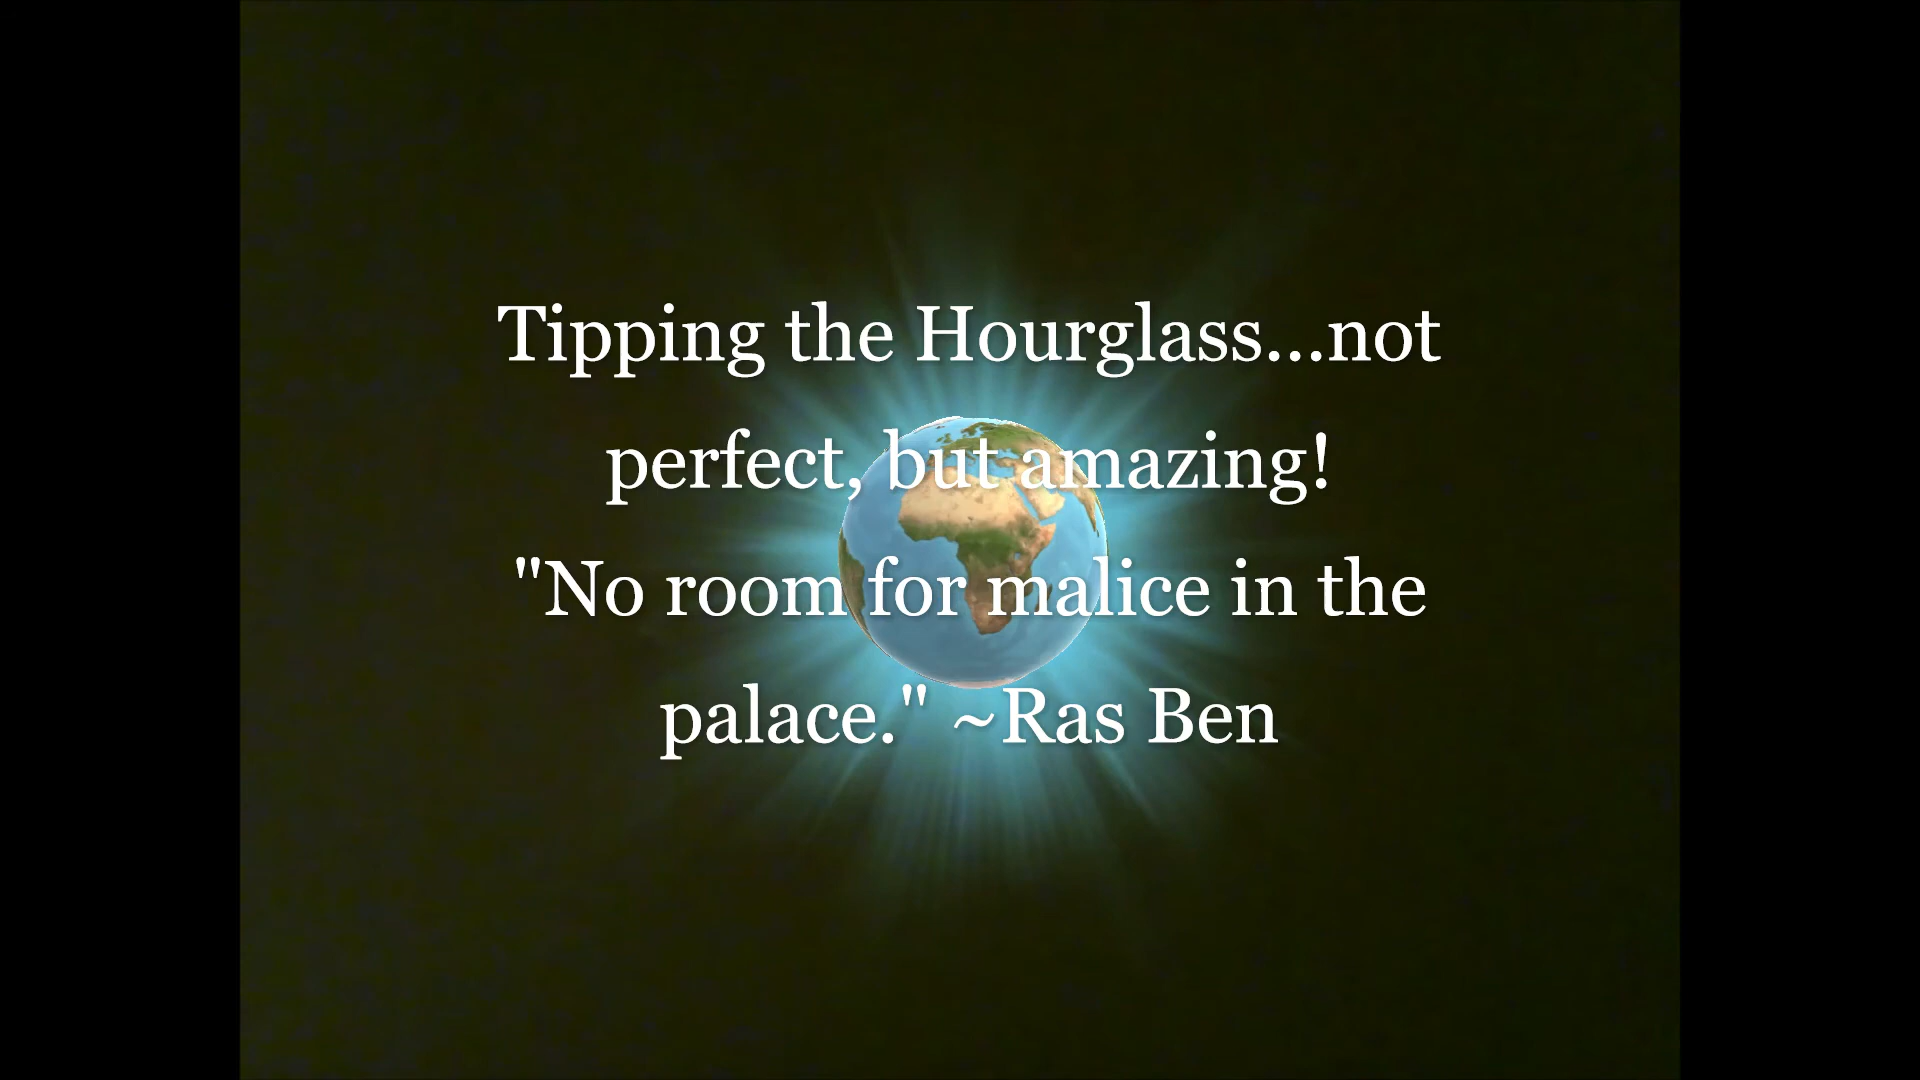 Tipping the Hourglass...not
perfect, but amazing!
"No room for malice in the
palace." ~Ras Ben